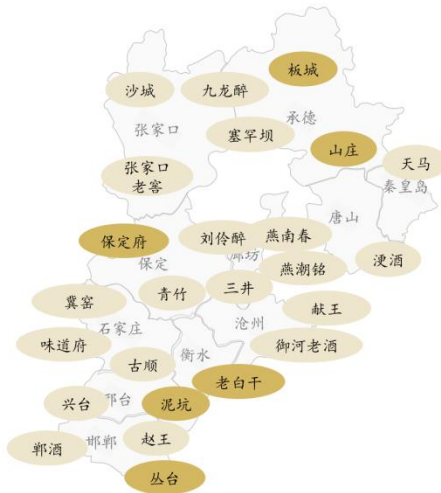 板城
沙城
九龙醉
承德
张家口
塞罕坝
山庄
天马
张家口
老窖
秦皇岛
唐山
保定府
刘伶醉
燕南春
廊坊
保定
燕潮铭
浭酒
青竹
三井
冀窑
献王
沧州
石家庄
味道府
御河老酒
衡水
古顺
老白干
兴台
邢台
泥坑
郸酒
邯郸
赵王
丛台